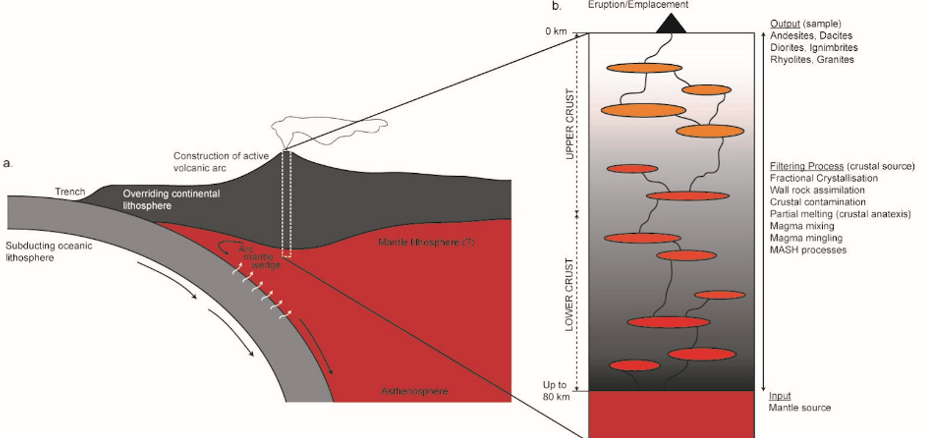 a.
Trench
Construction of active
volcanic arc
Overriding continental
lithosphere
Subducting oceanic
lithosphere
Arc
mantle
wedge
Mantle lithosphere (?)
Asthenosphere
b.
Eruption/Emplacement
0 km
UPPER CRUST
LOWER CRUST
Up to
80 km
Output (sample)
Andesites, Dacites
Diorites, Ignimbrites
Rhyolites, Granites
Filtering Process (crustal source)
Fractional Crystallisation
Wall rock assimilation
Crustal contamination
Partial melting (crustal anatexis)
Magma mixing
Magma mingling
MASH processes
Input
Mantle source